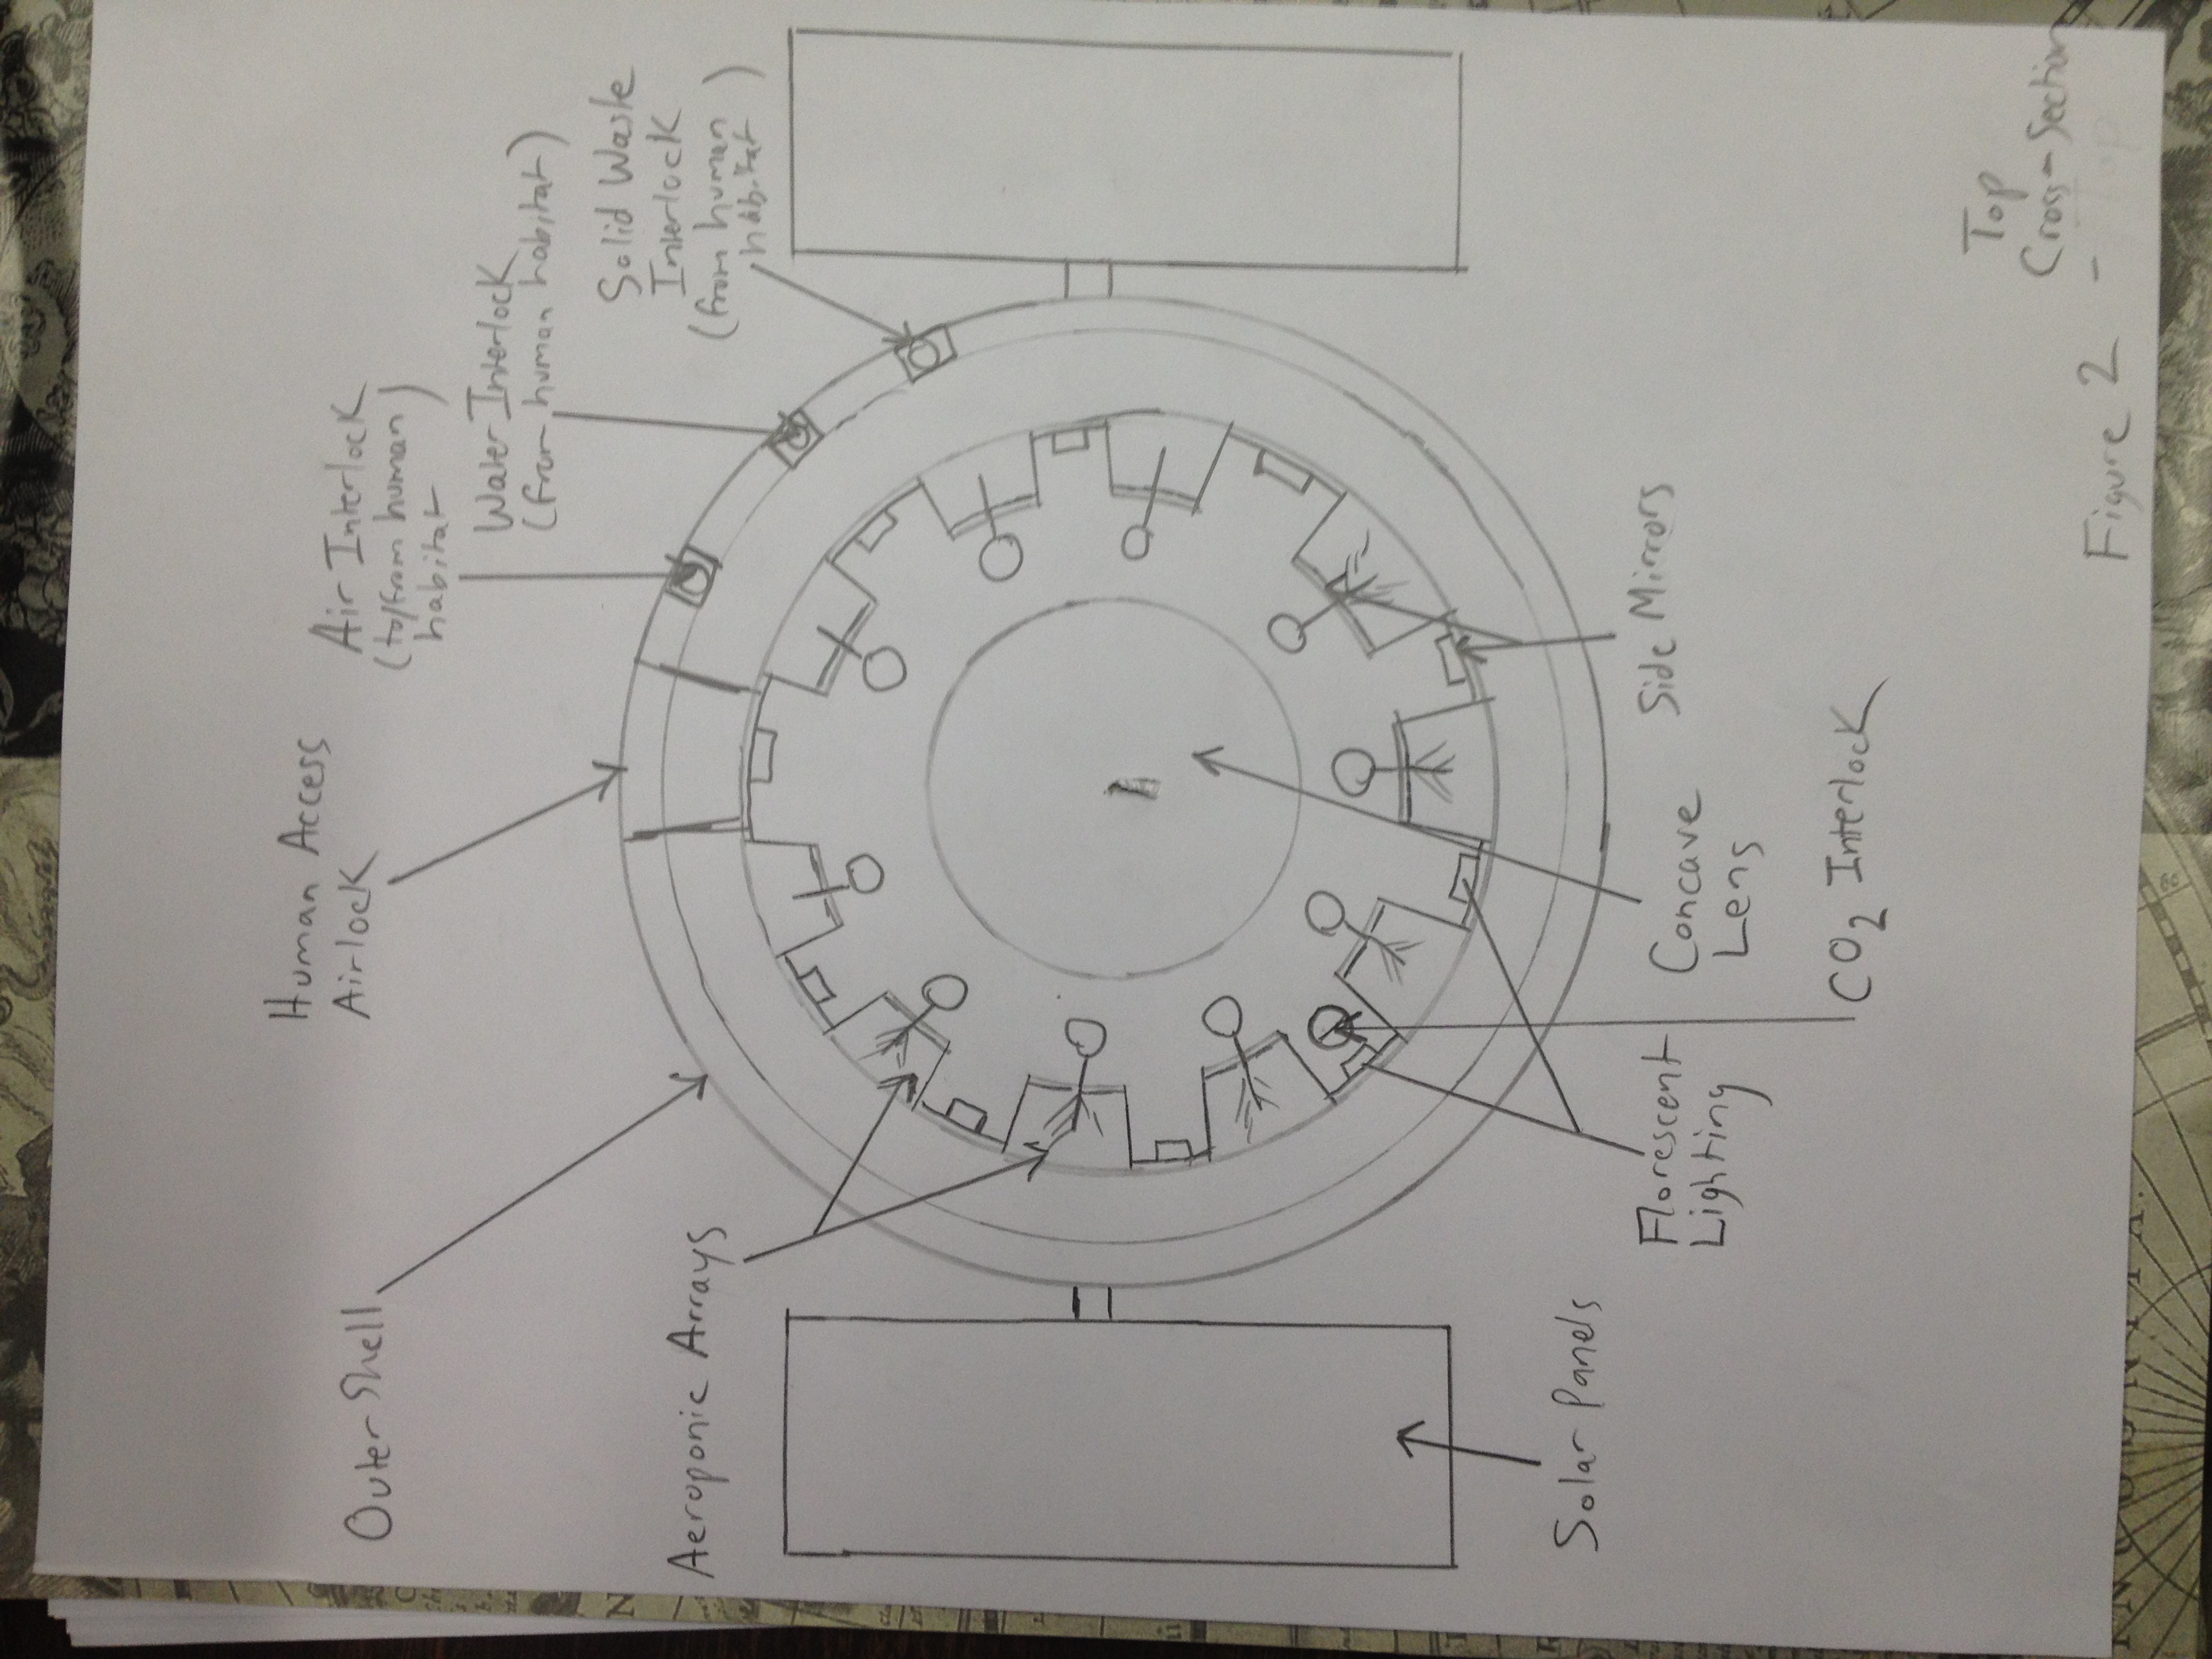 Outer Shell
Human Access
Airlock
Air Interlock
(to/from human
habitat)
Water Interlock
(from human habitat)
Solid Waste
Interlock
(from human
habitat)
Aeroponic Arrays
Solar Panels
Florescent
Lighting
CO2 Interlock
Concave
Lens
Side Mirrors
Top
Cross-Section
Figure 2 -